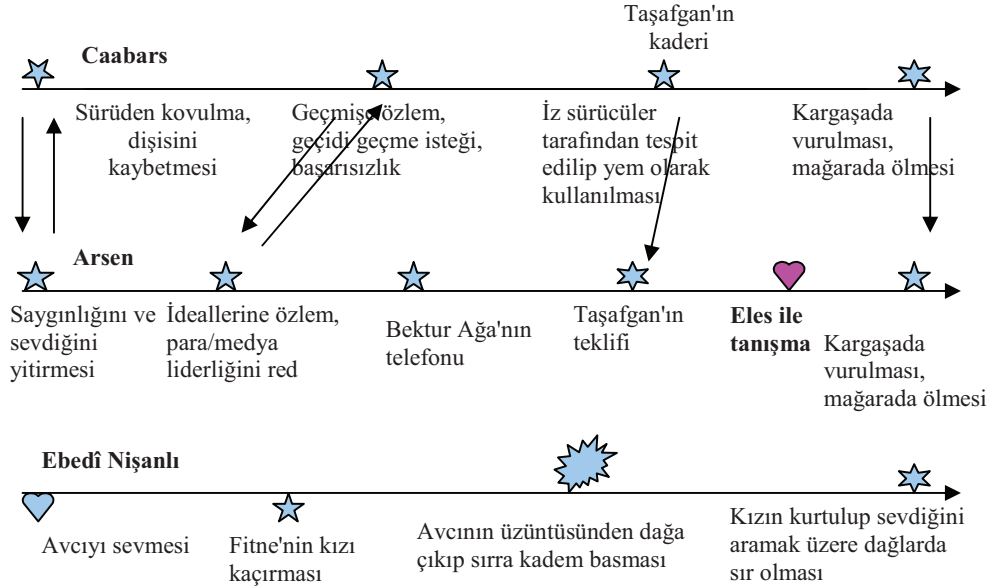 Taşafgan'ın
kaderi
Caabars
Sürüden kovulma,
dişisini
kaybetmesi
Geçmişe özlem,
geçidi geçme isteği,
başarısızlık
İz sürücüler
tarafından tespit
edilip yem olarak
kullanılması
Kargaşada
vurulması,
mağarada ölmesi
Arsen
Saygınlığını ve
sevdiğini
yitirmesi
İdeallerine özlem,
para/medya
liderliğini red
Bektur Ağa'nın
telefonu
Taşafgan'ın
teklifi
Eles ile
tanışma
Kargaşada
vurulması,
mağarada ölmesi
Ebedî Nişanlı
Avcıyı sevmesi
Fitne'nin kızı
kaçırması
Avcının üzüntüsünden dağa
çıkıp sırra kadem basması
Kızın kurtulup sevdiğini
aramak üzere dağlarda
sır olması